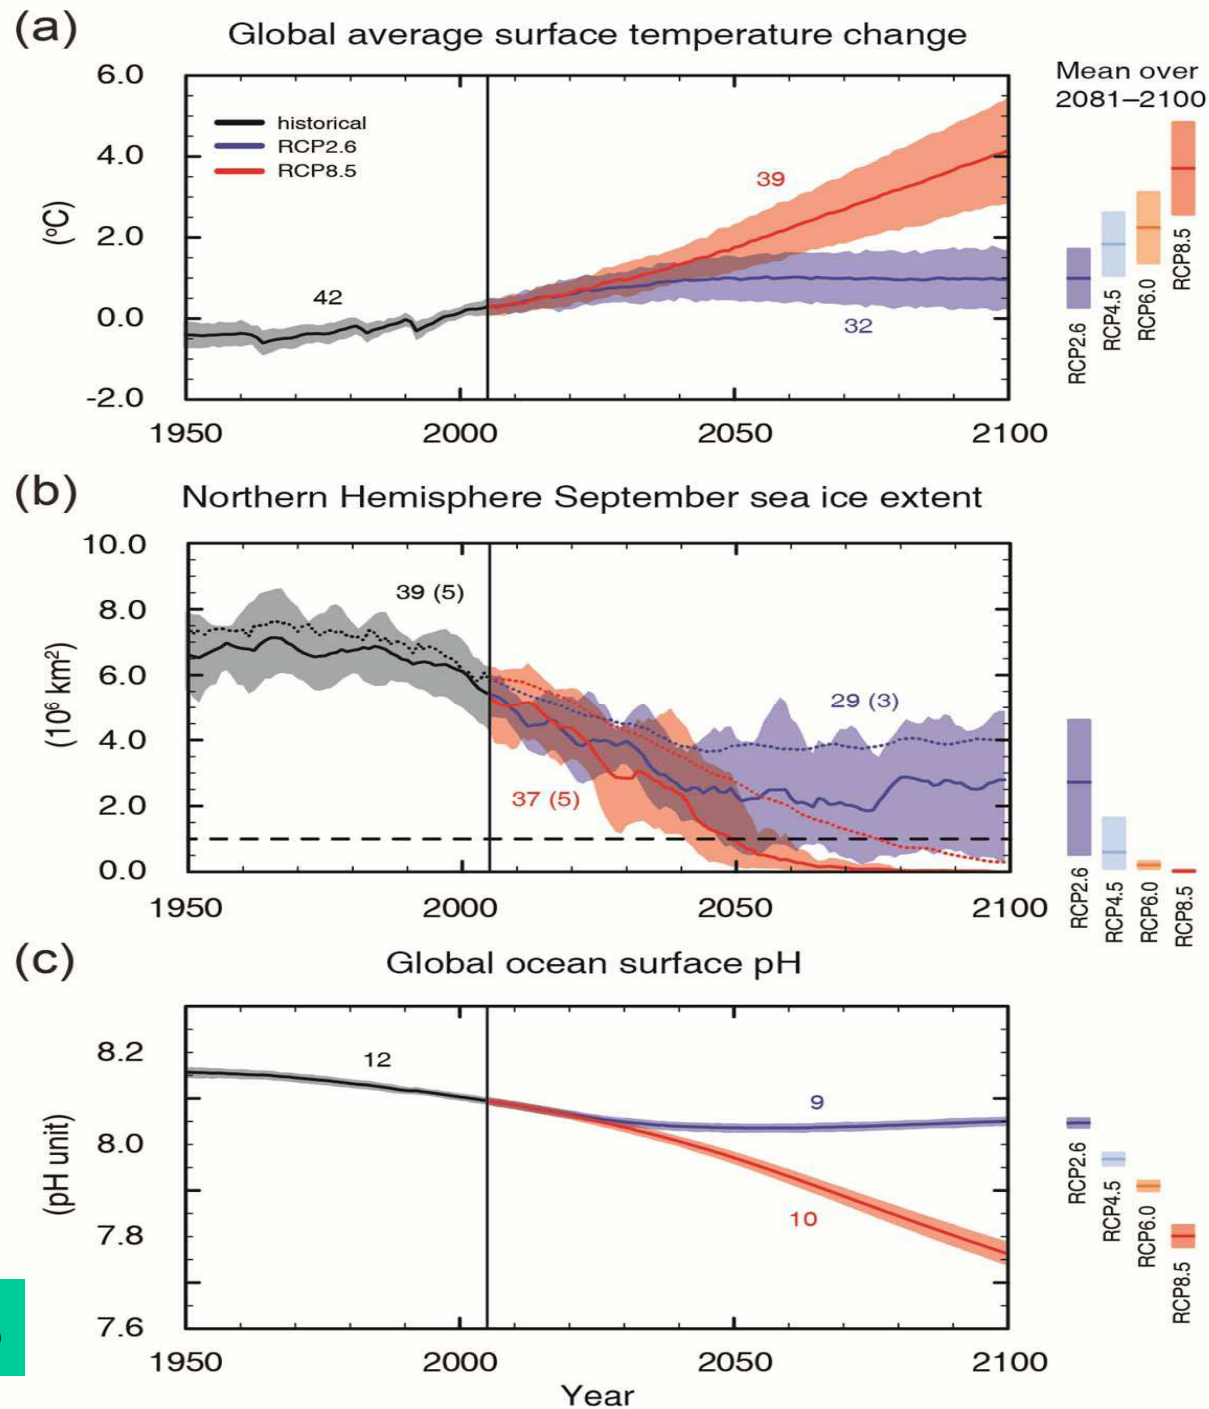 (a)
Global average surface temperature change
Mean over
2081–2100
6.0
4.0
2.0
0.0
-2.0
(°C)
historical
RCP2.6
RCP8.5
39
42
32
1950
2000
2050
2100
RCP2.6
RCP4.5
RCP6.0
RCP8.5
(b)
Northern Hemisphere September sea ice extent
10.0
8.0
6.0
4.0
2.0
0.0
(10⁶ km²)
39 (5)
29 (3)
37 (5)
1950
2000
2050
2100
RCP2.6
RCP4.5
RCP6.0
RCP8.5
(c)
Global ocean surface pH
8.2
8.0
7.8
7.6
(pH unit)
12
9
10
1950
2000
2050
2100
Year
RCP2.6
RCP4.5
RCP6.0
RCP8.5